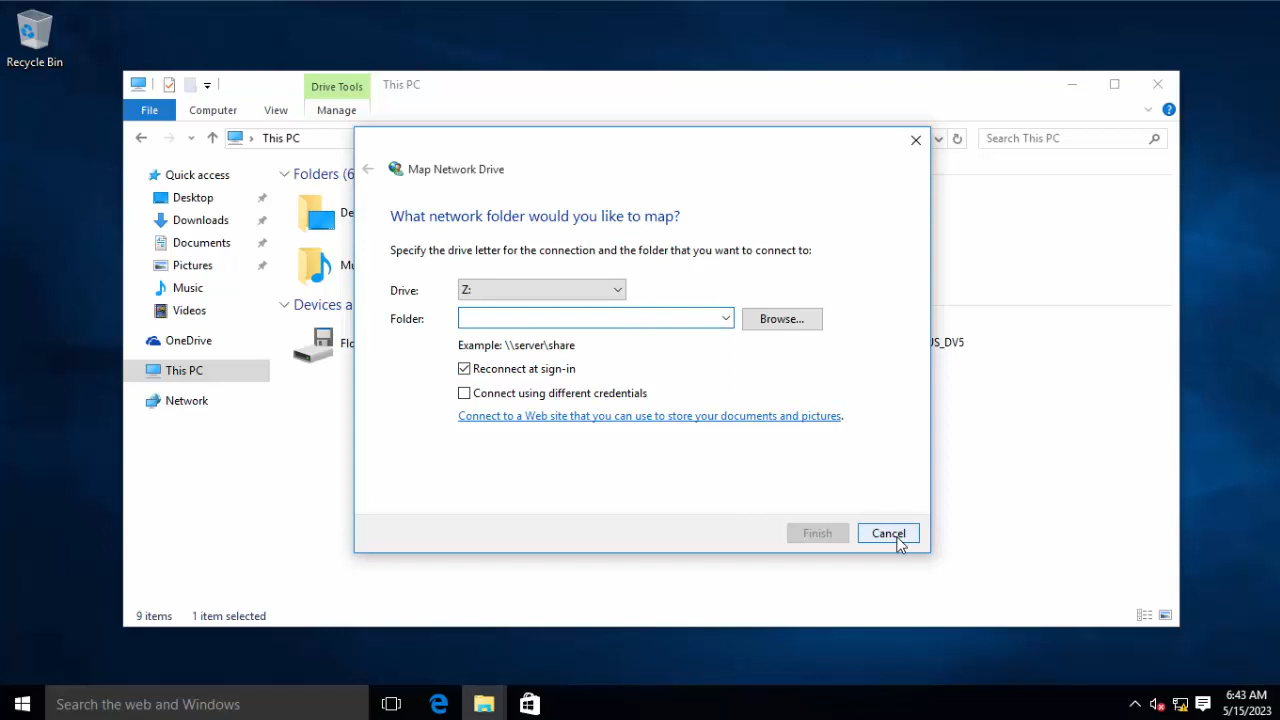 Recycle Bin
Drive Tools
This PC
File
Computer
View
Manage
This PC
Search This PC
Quick access
Desktop
Downloads
Documents
Pictures
Music
Videos
OneDrive
This PC
Network
Folders (6
De
Mu
Devices a
Flo
US_DV5
Map Network Drive
What network folder would you like to map?
Specify the drive letter for the connection and the folder that you want to connect to:
Drive:
Z:
Folder:
Browse...
Example: \\server\share
Reconnect at sign-in
Connect using different credentials
Connect to a Web site that you can use to store your documents and pictures.
Finish
Cancel
9 items
1 item selected
Search the web and Windows
6:43 AM
5/15/2023